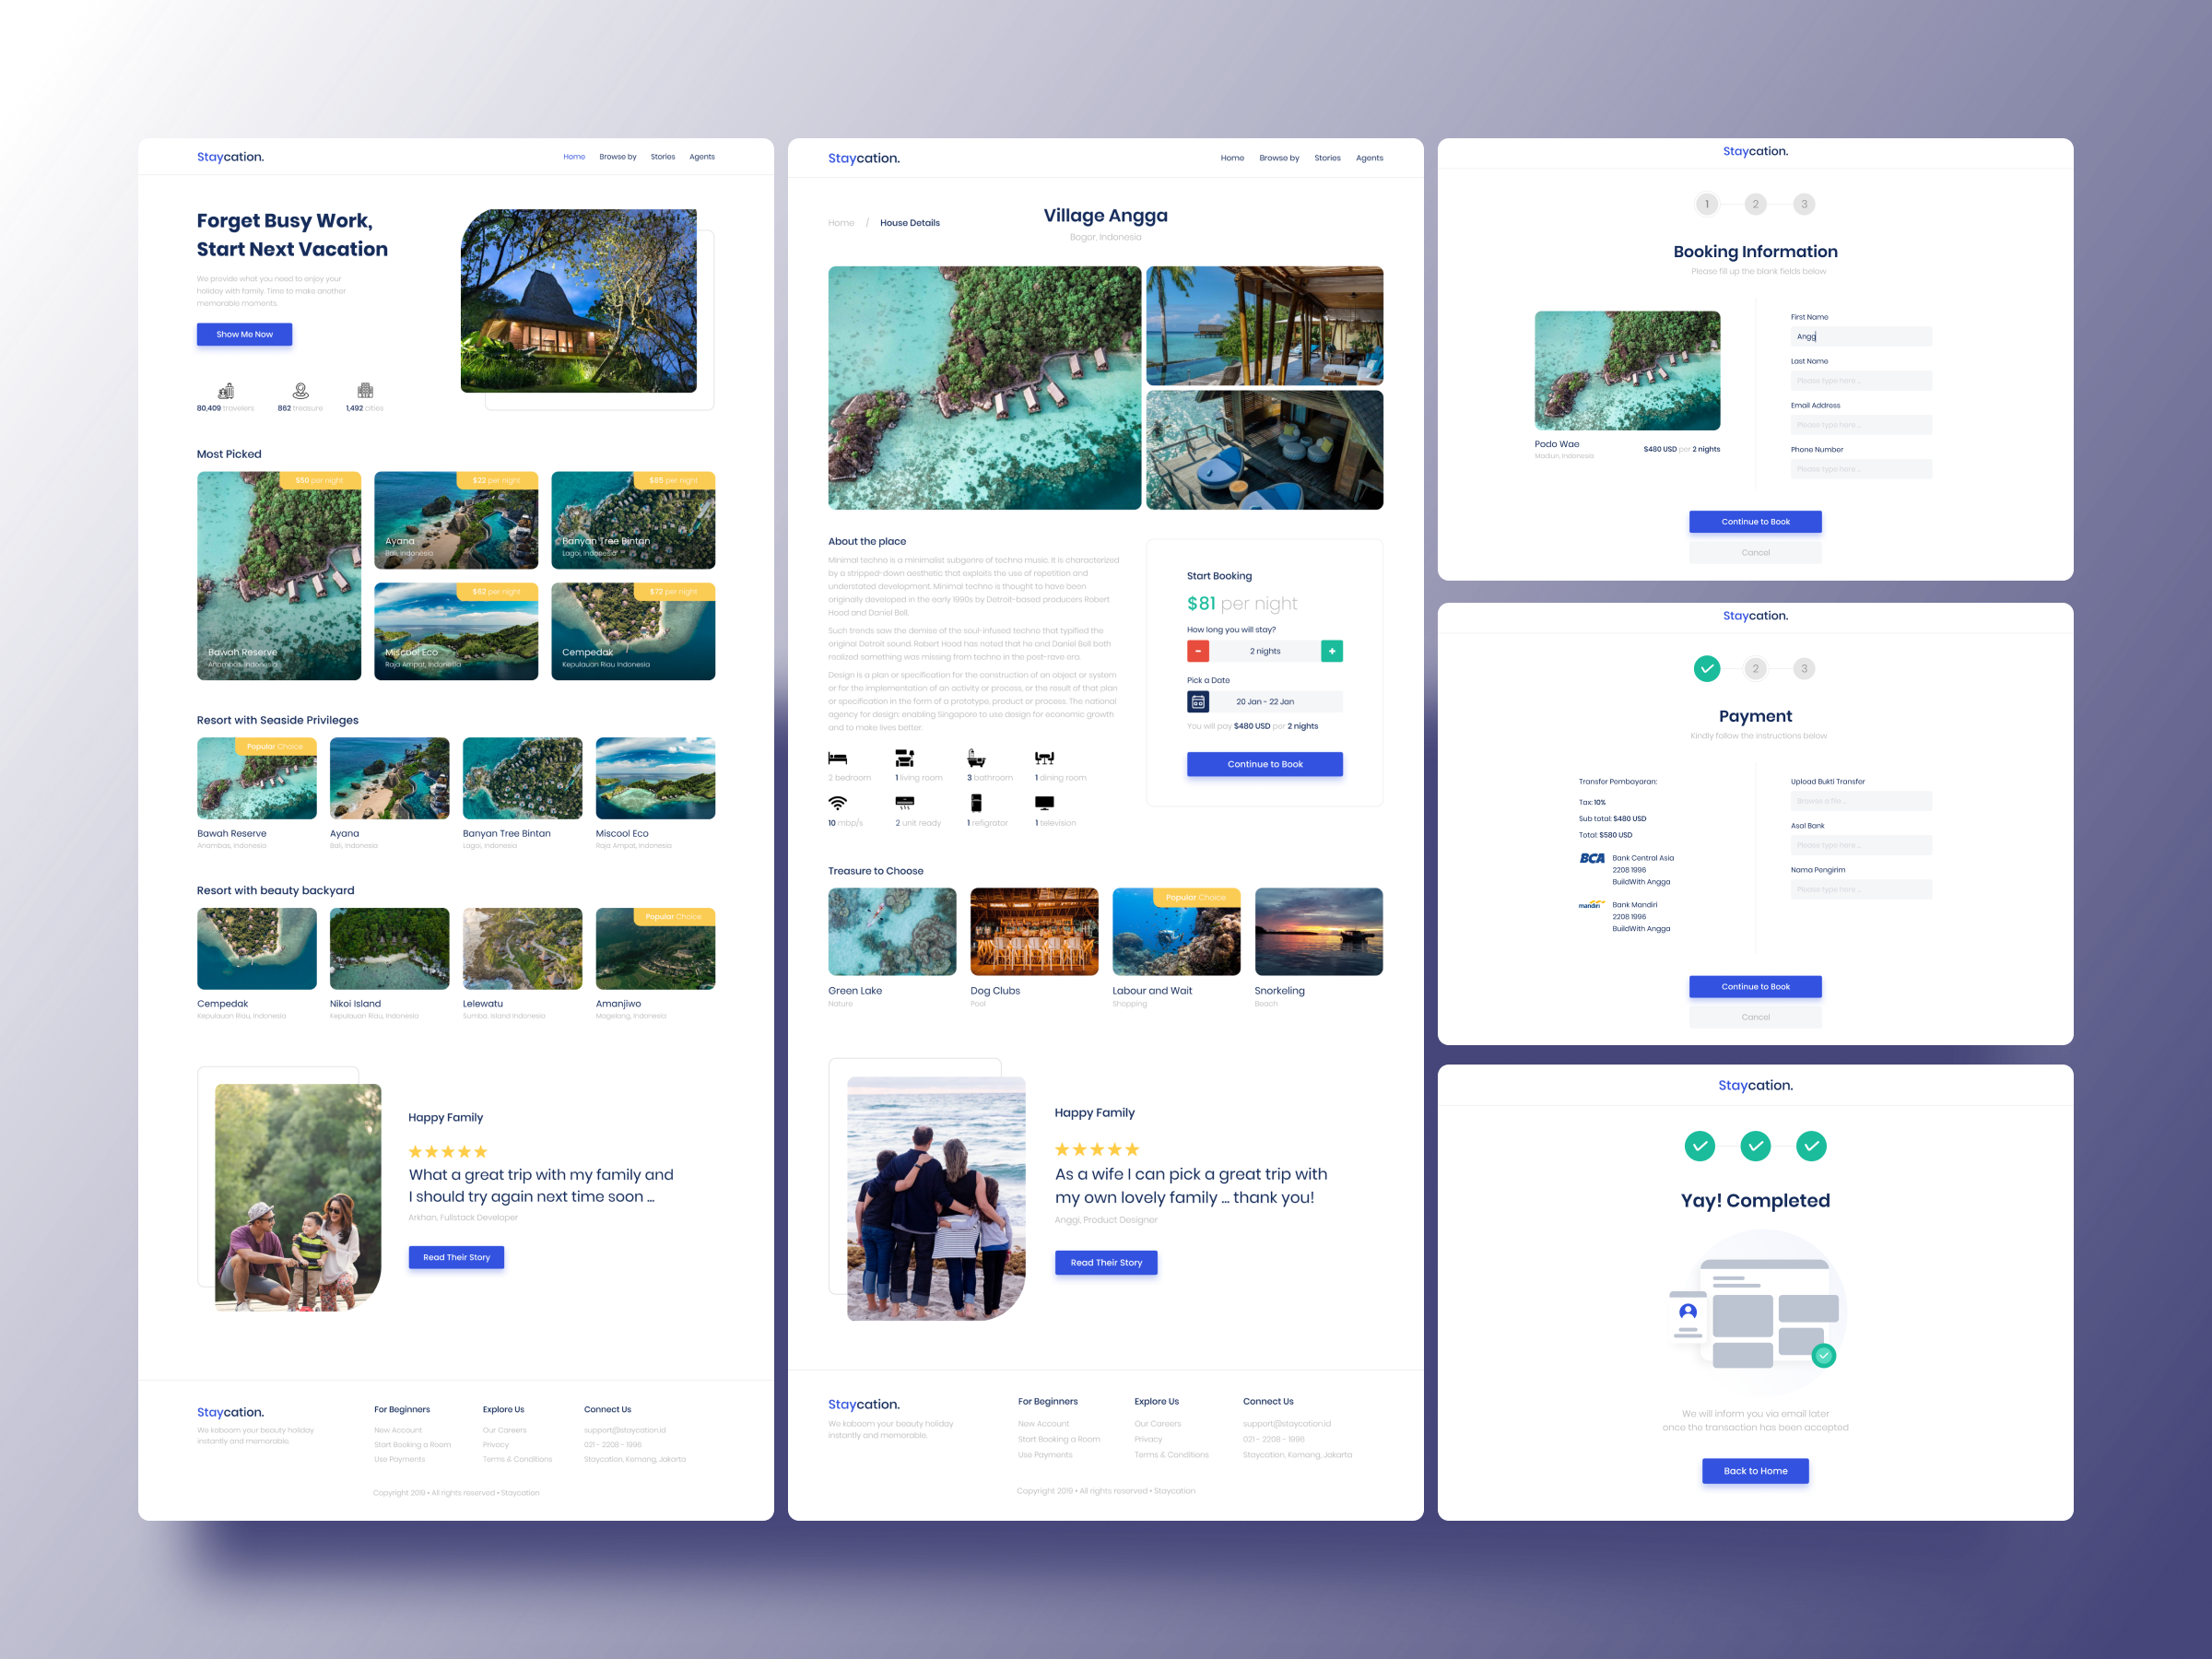 Staycation.
Home Browse by Stories Agents
Forget Busy Work,
Start Next Vacation
We provide what you need to enjoy your
holiday with family. Time to make another
memorable moments.
Show Me Now
80,409 travelers 862 treasure 1,492 cities
Most Picked
$50 per night
Bawah Reserve
Anambas, Indonesia
$22 per night
Ayana
Bali, Indonesia
$85 per night
Banyan Tree Bintan
Lagoi, Indonesia
$62 per night
Miscool Eco
Raja Ampat, Indonesia
$72 per night
Cempedak
Kepulauan Riau Indonesia
Resort with Seaside Privileges
Popular Choice
Bawah Reserve
Anambas, Indonesia
Ayana
Bali, Indonesia
Banyan Tree Bintan
Lagoi, Indonesia
Miscool Eco
Raja Ampat, Indonesia
Resort with beauty backyard
Cempedak
Kepulauan Riau, Indonesia
Nikoi Island
Kepulauan Riau, Indonesia
Lelewatu
Sumba. Island Indonesia
Popular Choice
Amanjiwo
Magelang, Indonesia
Happy Family
What a great trip with my family and
I should try again next time soon ...
Arkhan, Fullstack Developer
Read Their Story
Staycation.
We kaboom your beauty holiday
instantly and memorable.
For Beginners
New Account
Start Booking a Room
Use Payments
Explore Us
Our Careers
Privacy
Terms & Conditions
Connect Us
support@staycation.id
021 - 2208 - 1996
Staycation, Kemang, Jakarta
Copyright 2019 • All rights reserved • Staycation
Staycation.
Home Browse by Stories Agents
Home / House Details
Village Angga
Bogor, Indonesia
About the place
Minimal techno is a minimalist subgenre of techno music. It is characterized
by a stripped-down aesthetic that exploits the use of repetition and
understated development. Minimal techno is thought to have been
originally developed in the early 1990s by Detroit-based producers Robert
Hood and Daniel Bell.
Such trends saw the demise of the soul-infused techno that typified the
original Detroit sound. Robert Hood has noted that he and Daniel Bell both
realized something was missing from techno in the post-rave era.
Design is a plan or specification for the construction of an object or system
or for the implementation of an activity or process, or the result of that plan
or specification in the form of a prototype, product or process. The national
agency for design: enabling Singapore to use design for economic growth
and to make lives better.
2 bedroom 1 living room 3 bathroom 1 dining room
10 mbp/s 2 unit ready 1 refigrator 1 television
Start Booking
$81 per night
How long you will stay?
- 2 nights +
Pick a Date
20 Jan - 22 Jan
You will pay $480 USD per 2 nights
Continue to Book
Treasure to Choose
Green Lake
Nature
Dog Clubs
Pool
Popular Choice
Labour and Wait
Shopping
Snorkeling
Beach
Happy Family
As a wife I can pick a great trip with
my own lovely family ... thank you!
Anggi, Product Designer
Read Their Story
Staycation.
We kaboom your beauty holiday
instantly and memorable.
For Beginners
New Account
Start Booking a Room
Use Payments
Explore Us
Our Careers
Privacy
Terms & Conditions
Connect Us
support@staycation.id
021 - 2208 - 1996
Staycation, Kemang, Jakarta
Copyright 2019 • All rights reserved • Staycation
Staycation.
1 2 3
Booking Information
Please fill up the blank fields below
Podo Wae
Madiun, Indonesia
$480 USD per 2 nights
First Name
Angg
Last Name
Please type here ...
Email Address
Please type here ...
Phone Number
Please type here ...
Continue to Book
Cancel
Staycation.
2 3
Payment
Kindly follow the instructions below
Transfer Pembayaran:
Tax: 10%
Sub total: $480 USD
Total: $580 USD
BCA
Bank Central Asia
2208 1996
BuildWith Angga
mandiri
Bank Mandiri
2208 1996
BuildWith Angga
Upload Bukti Transfer
Browse a file ...
Asal Bank
Please type here ...
Nama Pengirim
Please type here ...
Continue to Book
Cancel
Staycation.
Yay! Completed
We will inform you via email later
once the transaction has been accepted
Back to Home